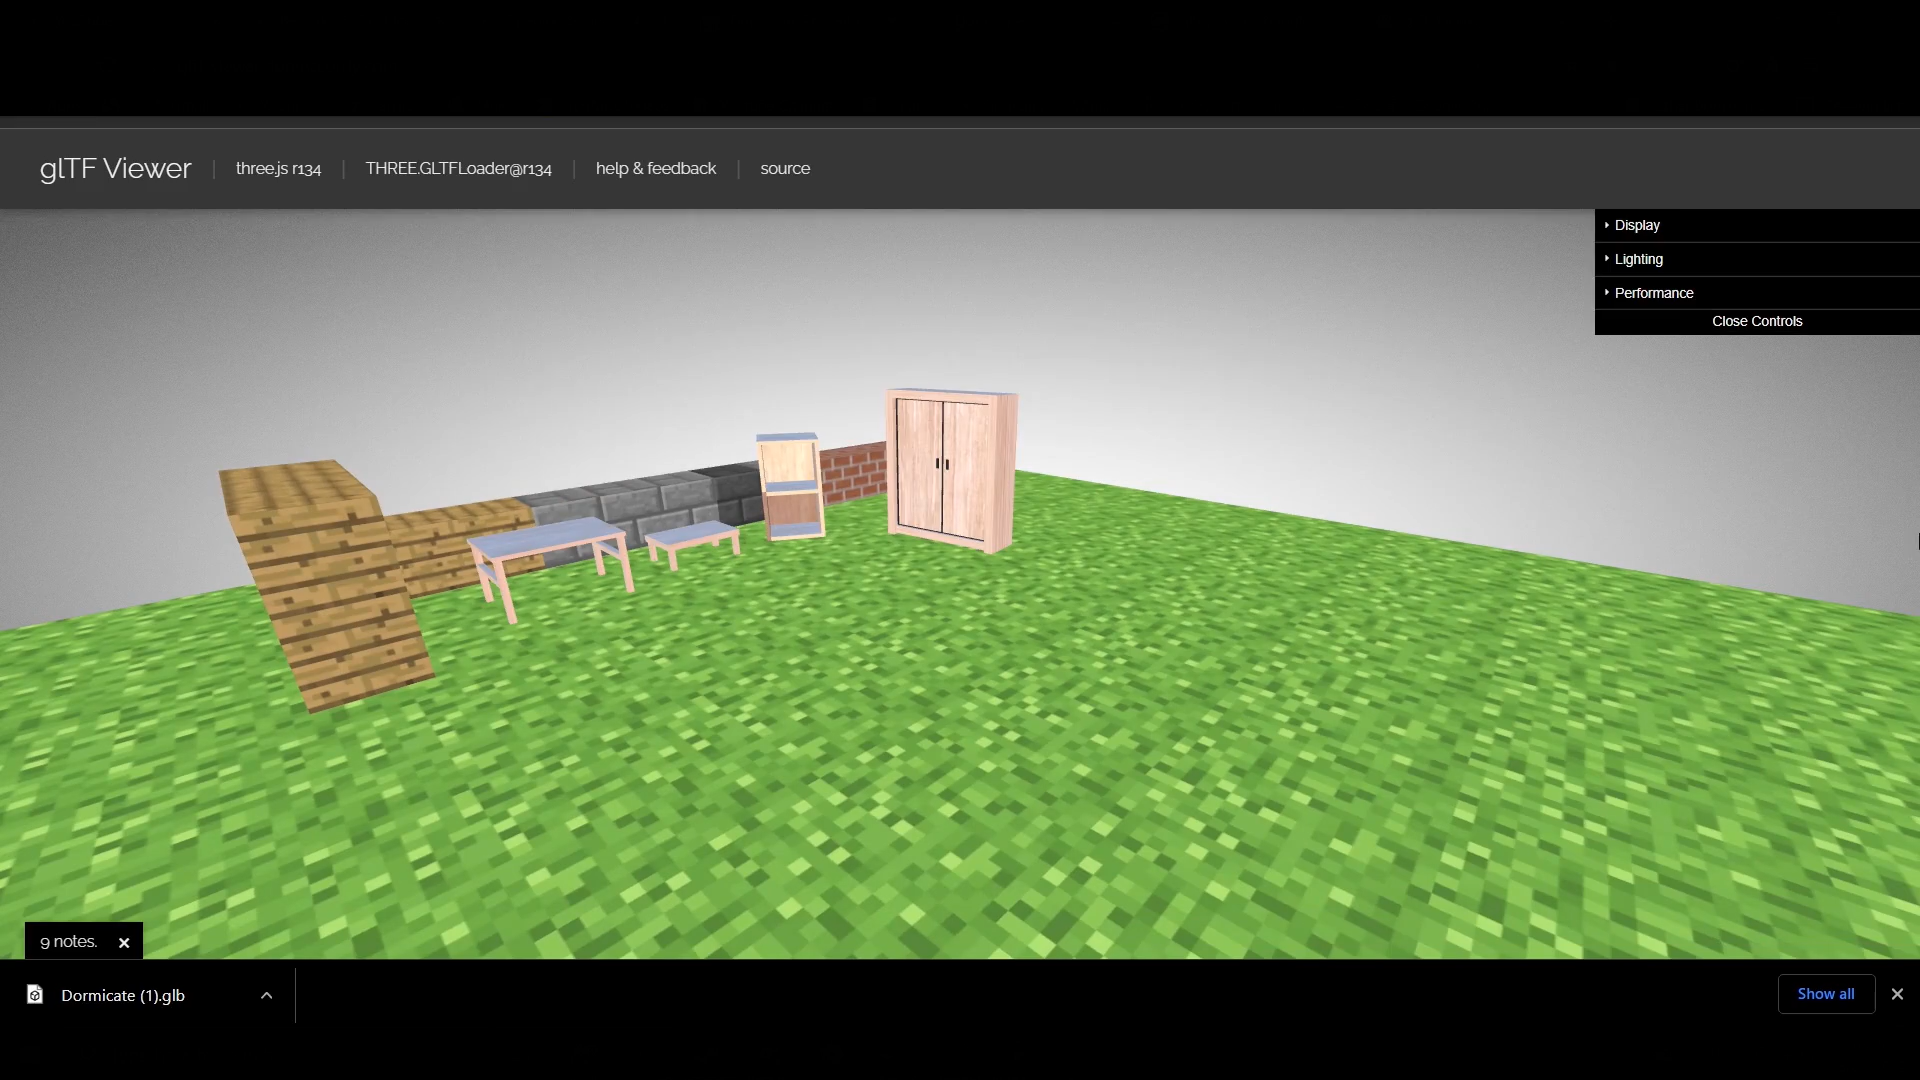 glTF Viewer
three.js r134
THREE.GLTFLoader@r134
help & feedback
source
Display
Lighting
Performance
Close Controls
9 notes.
Dormicate (1).glb
Show all